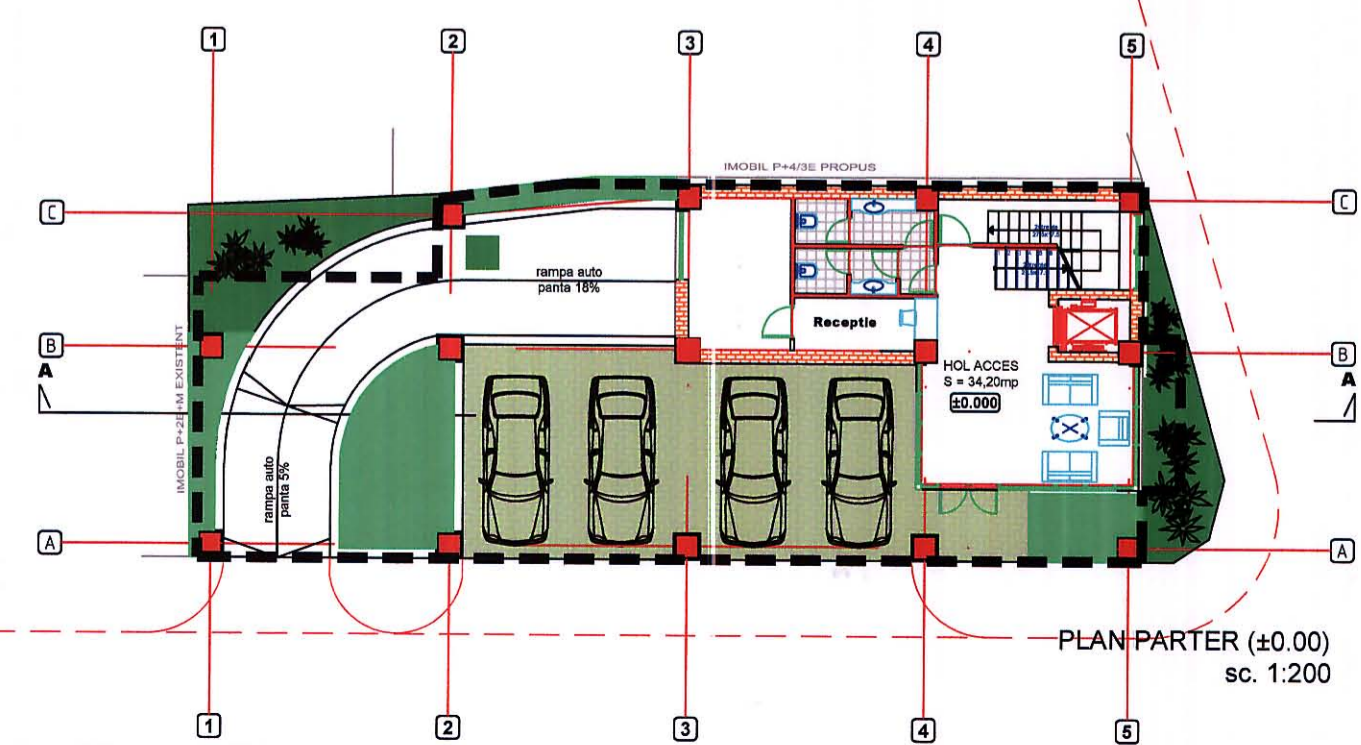 1
2
3
4
5
IMOBIL P+4/3E PROPUS
C
C
rampa auto
panta 18%
Receptie
B
B
A
A
HOL ACCES
S = 34,20mp
±0.000
IMOBIL P+2E+M EXISTENT
rampa auto
panta 5%
A
A
PLAN PARTER (±0.00)
sc. 1:200
1
2
3
4
5